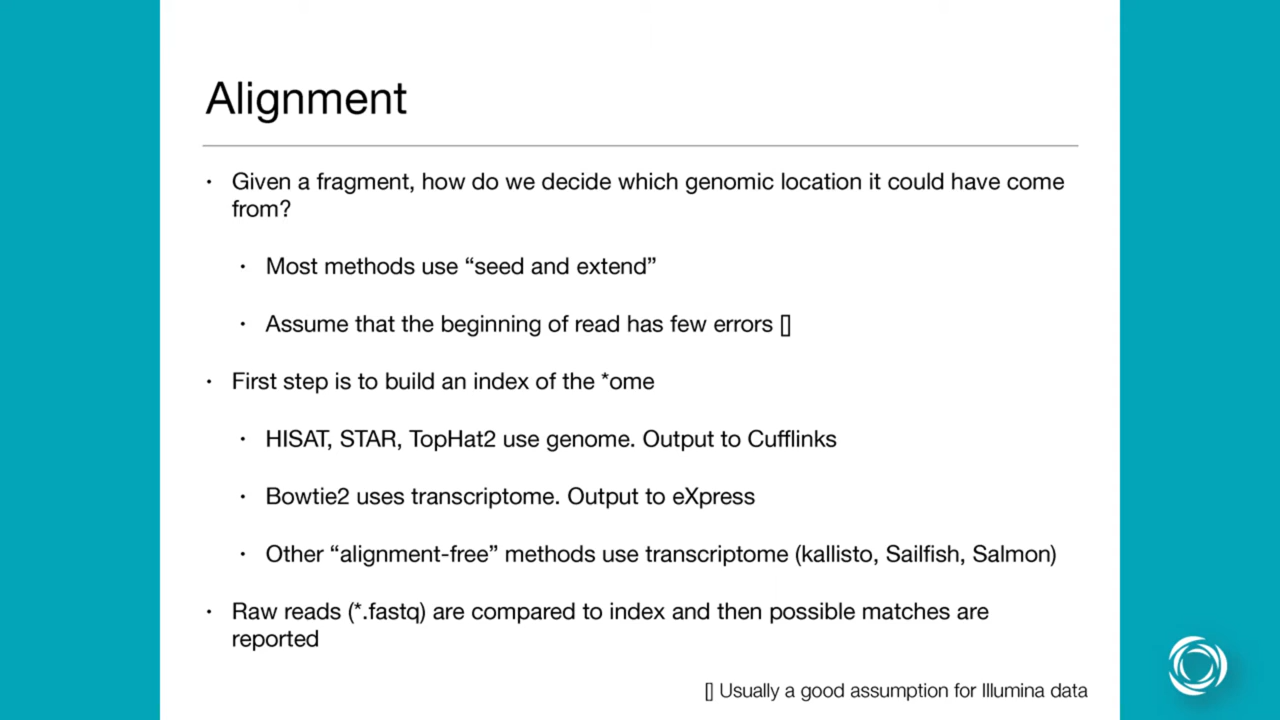 Alignment
· Given a fragment, how do we decide which genomic location it could have come
from?
· Most methods use “seed and extend”
· Assume that the beginning of read has few errors []
· First step is to build an index of the *ome
· HISAT, STAR, TopHat2 use genome. Output to Cufflinks
· Bowtie2 uses transcriptome. Output to eXpress
· Other “alignment-free” methods use transcriptome (kallisto, Sailfish, Salmon)
· Raw reads (*.fastq) are compared to index and then possible matches are
reported
[] Usually a good assumption for Illumina data